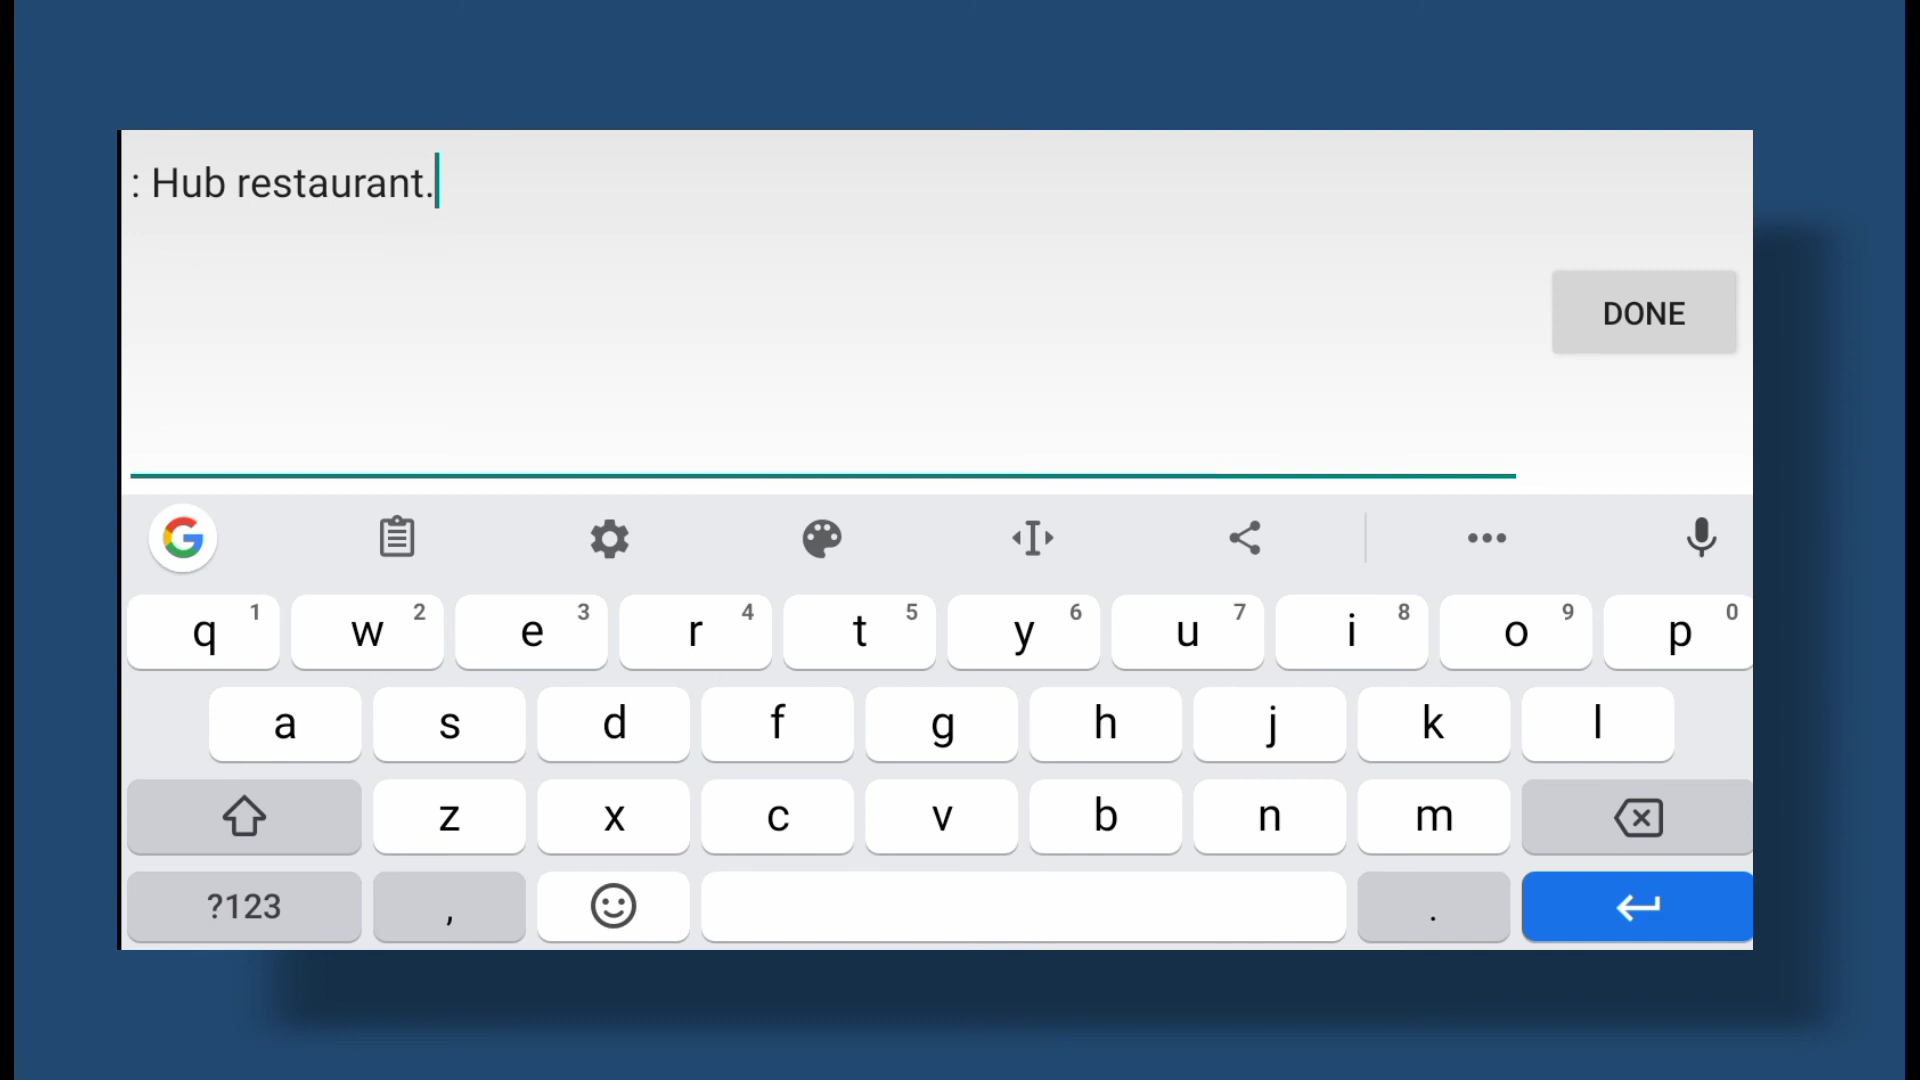 : Hub restaurant.
DONE
q 1 w 2 e 3 r 4 t 5 y 6 u 7 i 8 o 9 p 0
a s d f g h j k l
z x c v b n m
?123 , .